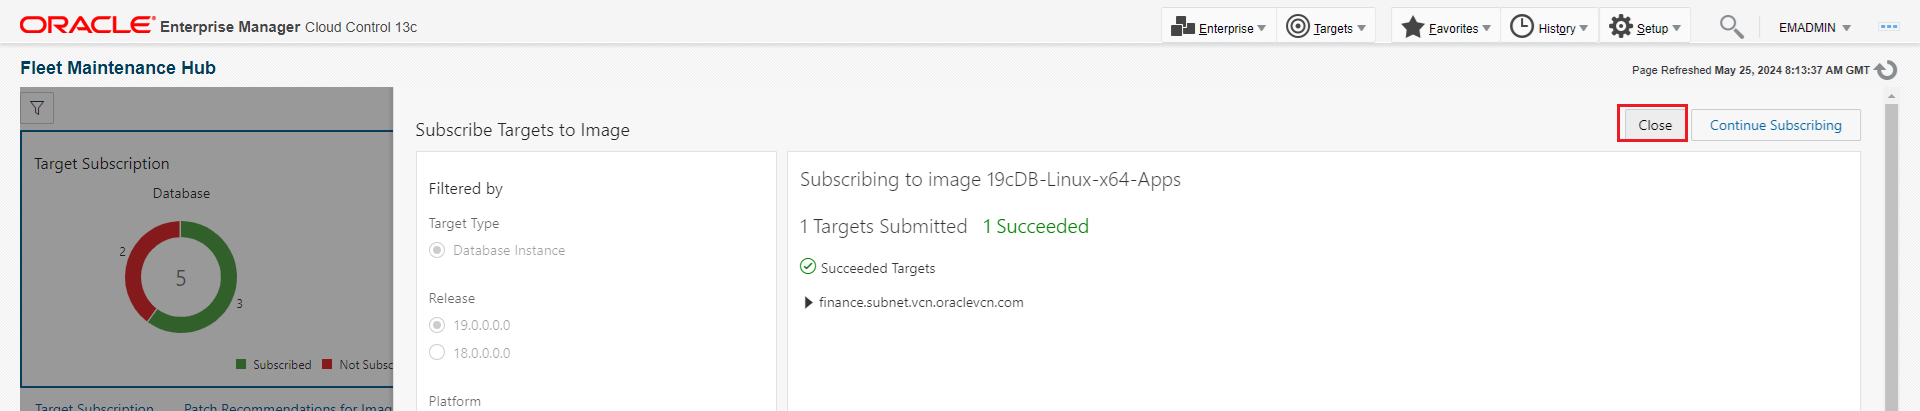 ORACLE® Enterprise Manager Cloud Control 13c
Enterprise
Targets
Favorites
History
Setup
EMADMIN
Fleet Maintenance Hub
Page Refreshed May 25, 2024 8:13:37 AM GMT
Target Subscription
Database
2
5
3
Subscribed
Not Subsc
Target Subscription
Patch Recommendations for Imag
Subscribe Targets to Image
Close
Continue Subscribing
Filtered by
Target Type
Database Instance
Release
19.0.0.0.0
18.0.0.0.0
Platform
Subscribing to image 19cDB-Linux-x64-Apps
1 Targets Submitted 1 Succeeded
Succeeded Targets
finance.subnet.vcn.oraclevcn.com